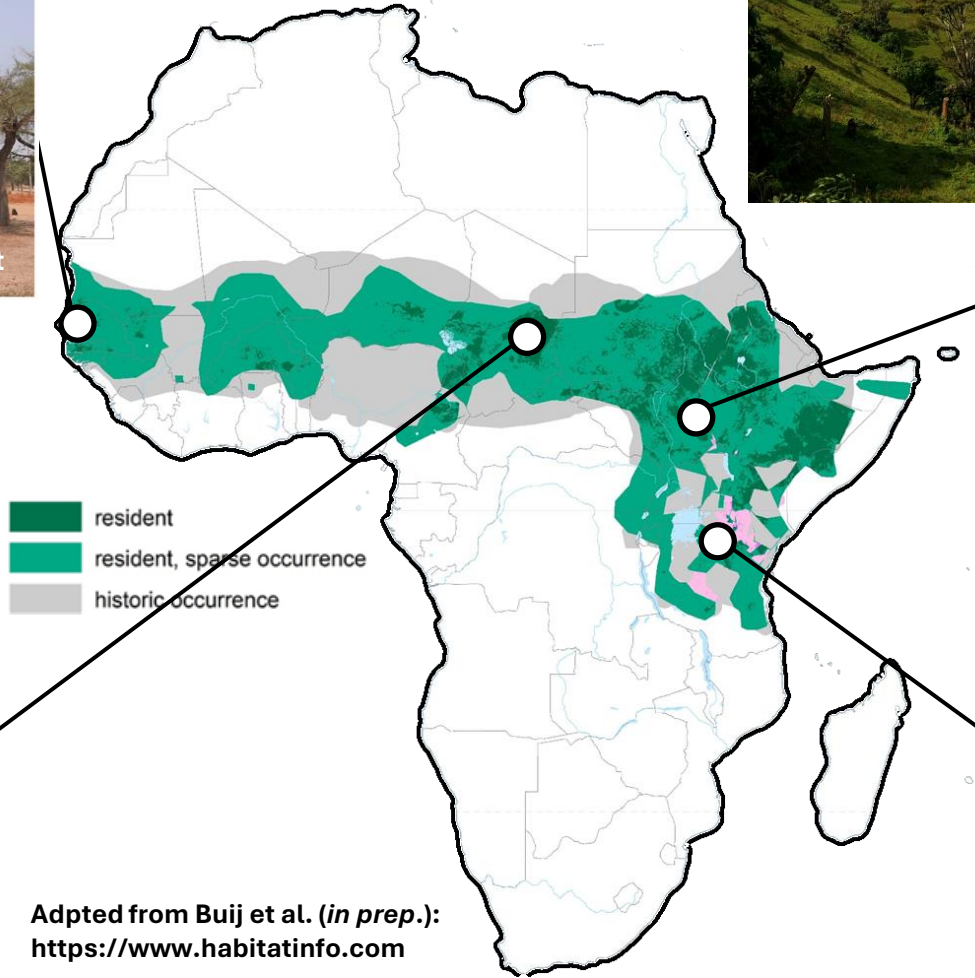 t
resident
resident, sparse occurrence
historic occurrence
Adpted from Buij et al. (in prep.):
https://www.habitatinfo.com